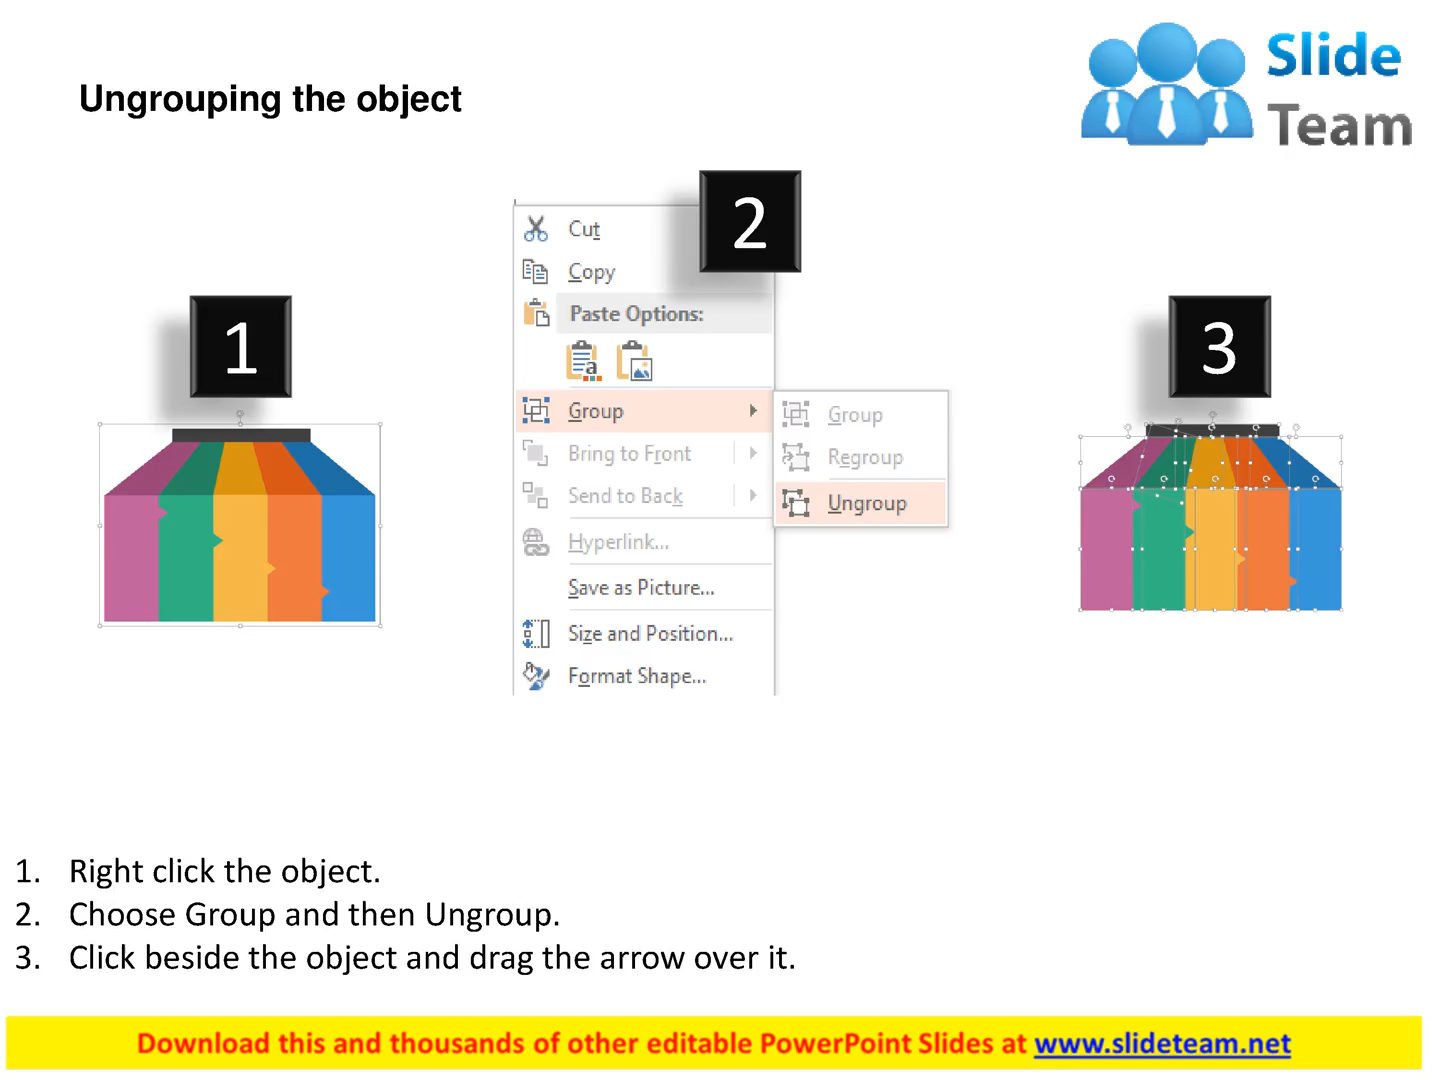 Slide
Team
Ungrouping the object
1
2
3
Cut
Copy
Paste Options:
Group
Bring to Front
Send to Back
Hyperlink...
Save as Picture...
Size and Position...
Format Shape...
Group
Regroup
Ungroup
1. Right click the object.
2. Choose Group and then Ungroup.
3. Click beside the object and drag the arrow over it.
Download this and thousands of other editable PowerPoint Slides at www.slideteam.net